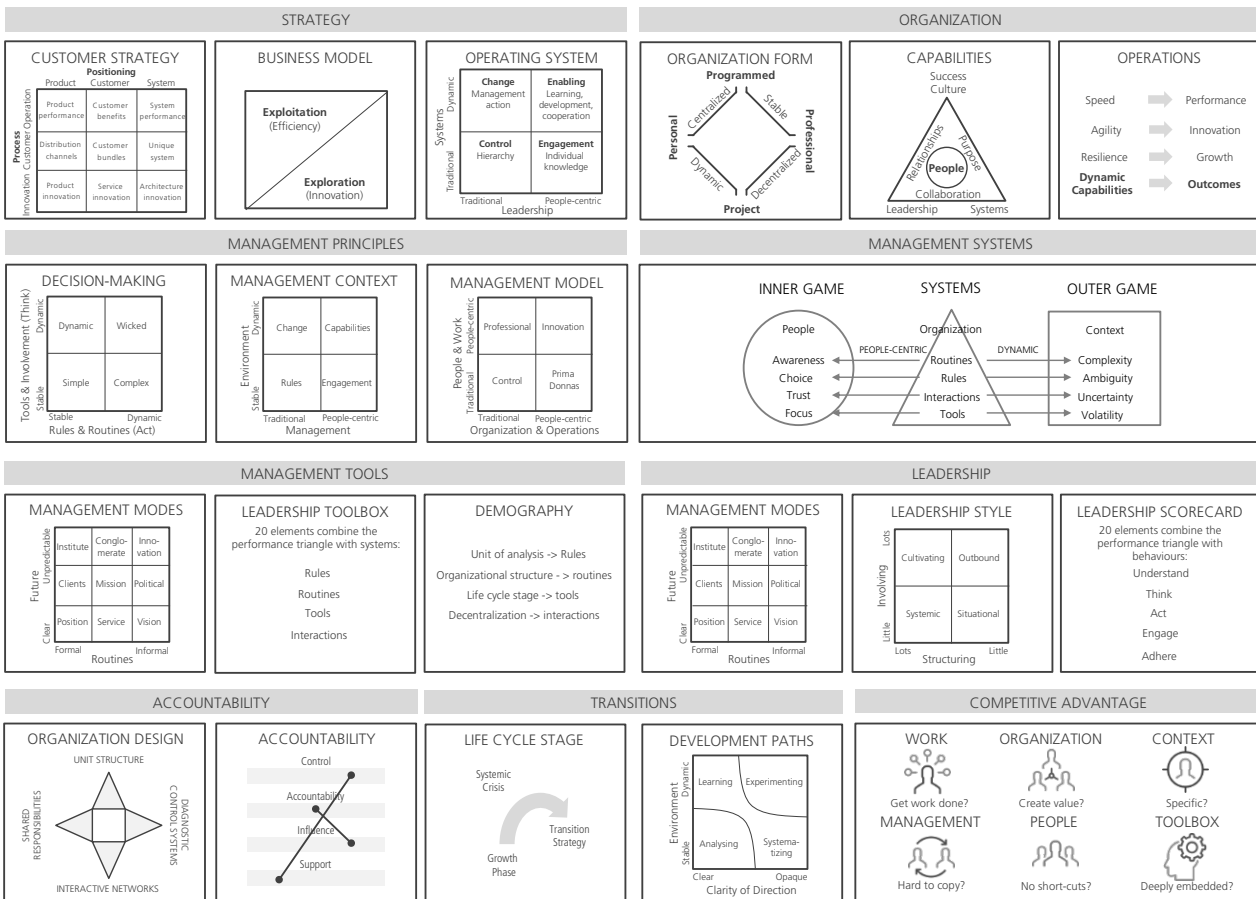 STRATEGY
CUSTOMER STRATEGY
Positioning
Product Customer System
Process
Innovation Customer Operation
Product performance
Customer benefits
System performance
Distribution channels
Customer bundles
Unique system
Product innovation
Service innovation
Architecture innovation
BUSINESS MODEL
Exploitation
(Efficiency)
Exploration
(Innovation)
OPERATING SYSTEM
Systems
Traditional Dynamic
Change
Management
action
Enabling
Learning,
development,
cooperation
Control
Hierarchy
Engagement
Individual
knowledge
Traditional People-centric
Leadership
ORGANIZATION
ORGANIZATION FORM
Programmed
Centralized
Stable
Personal
Professional
Dynamic
Decentralized
Project
CAPABILITIES
Success
Culture
Relationships
Purpose
People
Collaboration
Leadership Systems
OPERATIONS
Speed Performance
Agility Innovation
Resilience Growth
Dynamic
Capabilities
Outcomes
MANAGEMENT PRINCIPLES
DECISION-MAKING
Tools & Involvement (Think)
Stable Dynamic
Dynamic Wicked
Simple Complex
Stable Dynamic
Rules & Routines (Act)
MANAGEMENT CONTEXT
Environment
Stable Dynamic
Change Capabilities
Rules Engagement
Traditional People-centric
Management
MANAGEMENT MODEL
People & Work
Traditional People-centric
Professional Innovation
Control Prima
Donnas
Traditional People-centric
Organization & Operations
MANAGEMENT SYSTEMS
INNER GAME SYSTEMS OUTER GAME
People Organization Context
PEOPLE-CENTRIC DYNAMIC
Awareness Routines Complexity
Choice Rules Ambiguity
Trust Interactions Uncertainty
Focus Tools Volatility
MANAGEMENT TOOLS
MANAGEMENT MODES
Future
Clear Unpredictable
Institute Conglo-
merate Inno-
vation
Clients Mission Political
Position Service Vision
Formal Informal
Routines
LEADERSHIP TOOLBOX
20 elements combine the
performance triangle with systems:
Rules
Routines
Tools
Interactions
DEMOGRAPHY
Unit of analysis -> Rules
Organizational structure - > routines
Life cycle stage -> tools
Decentralization -> interactions
LEADERSHIP
MANAGEMENT MODES
Future
Clear Unpredictable
Institute Conglo-
merate Inno-
vation
Clients Mission Political
Position Service Vision
Formal Informal
Routines
LEADERSHIP STYLE
Involving
Little Lots
Cultivating Outbound
Systemic Situational
Lots Little
Structuring
LEADERSHIP SCORECARD
20 elements combine the
performance triangle with
behaviours:
Understand
Think
Act
Engage
Adhere
ACCOUNTABILITY
ORGANIZATION DESIGN
UNIT STRUCTURE
SHARED
RESPONSIBILITIES
DIAGNOSTIC
CONTROL SYSTEMS
INTERACTIVE NETWORKS
ACCOUNTABILITY
Control
Accountability
Influence
Support
TRANSITIONS
LIFE CYCLE STAGE
Systemic
Crisis
Transition
Strategy
Growth
Phase
DEVELOPMENT PATHS
Environment
Stable Dynamic
Learning Experimenting
Analysing Systema-
tizing
Clear Opaque
Clarity of Direction
COMPETITIVE ADVANTAGE
WORK ORGANIZATION CONTEXT
Get work done? Create value? Specific?
MANAGEMENT PEOPLE TOOLBOX
Hard to copy? No short-cuts? Deeply embedded?